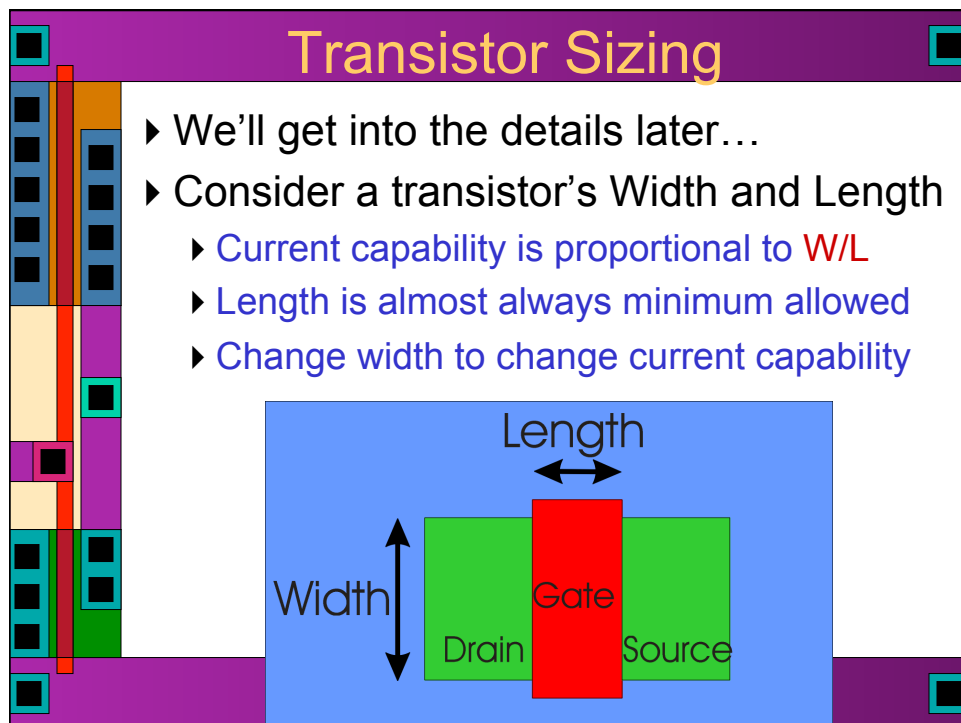 Transistor Sizing
We’ll get into the details later…
Consider a transistor’s Width and Length
Current capability is proportional to W/L
Length is almost always minimum allowed
Change width to change current capability
Length
Width
Gate
Drain
Source